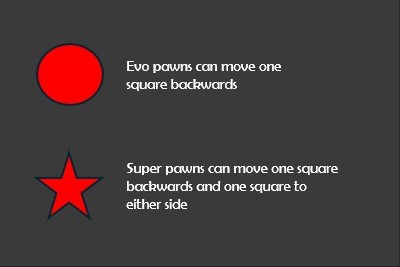 Evo pawns can move one
square backwards
Super pawns can move one square
backwards and one square to
either side